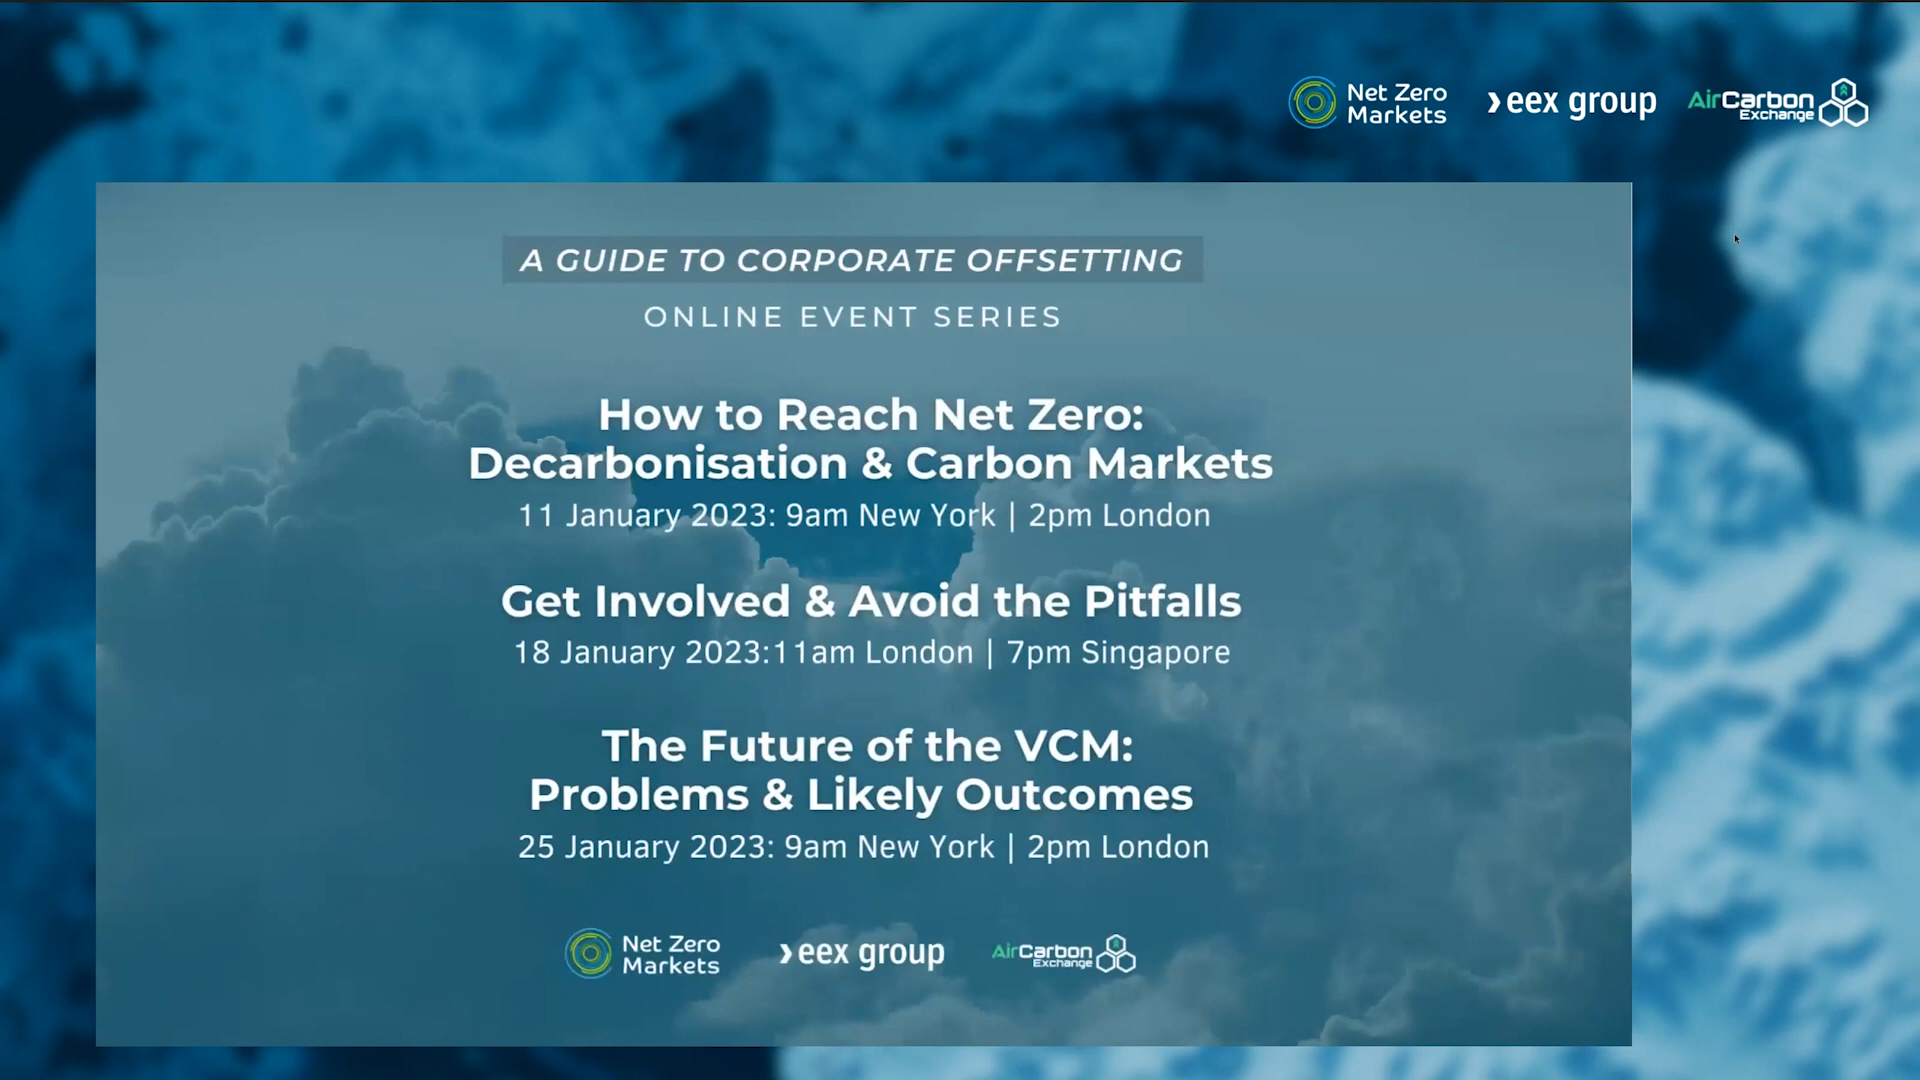 Net Zero
Markets
eex group
AirCarbon
Exchange
A GUIDE TO CORPORATE OFFSETTING
ONLINE EVENT SERIES
How to Reach Net Zero:
Decarbonisation & Carbon Markets
11 January 2023: 9am New York | 2pm London
Get Involved & Avoid the Pitfalls
18 January 2023:11am London | 7pm Singapore
The Future of the VCM:
Problems & Likely Outcomes
25 January 2023: 9am New York | 2pm London
Net Zero
Markets
eex group
AirCarbon
Exchange